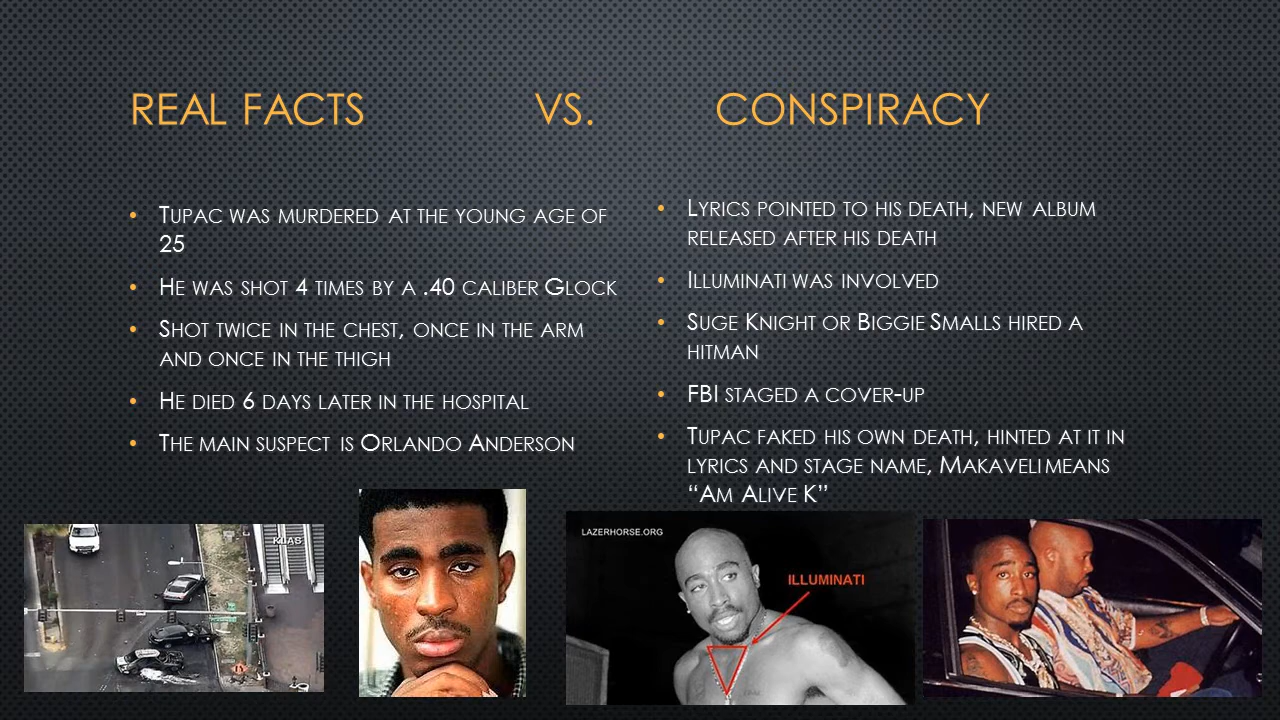 REAL FACTS VS. CONSPIRACY
• TUPAC WAS MURDERED AT THE YOUNG AGE OF
25
• HE WAS SHOT 4 TIMES BY A .40 CALIBER GLOCK
• SHOT TWICE IN THE CHEST, ONCE IN THE ARM
AND ONCE IN THE THIGH
• HE DIED 6 DAYS LATER IN THE HOSPITAL
• THE MAIN SUSPECT IS ORLANDO ANDERSON
• LYRICS POINTED TO HIS DEATH, NEW ALBUM
RELEASED AFTER HIS DEATH
• ILLUMINATI WAS INVOLVED
• SUGE KNIGHT OR BIGGIE SMALLS HIRED A
HITMAN
• FBI STAGED A COVER-UP
• TUPAC FAKED HIS OWN DEATH, HINTED AT IT IN
LYRICS AND STAGE NAME, MAKAVELI MEANS
“AM ALIVE K”
LAZERHORSE.ORG
ILLUMINATI